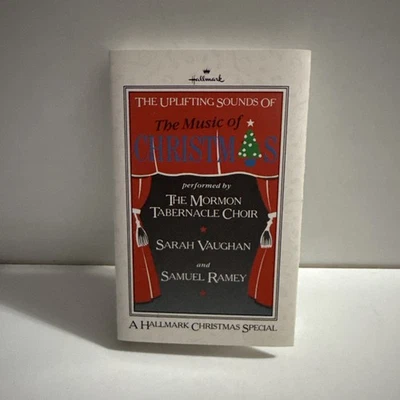 Hallmark
THE UPLIFTING SOUNDS OF
The Music of
CHRISTMAS
performed by
THE MORMON
TABERNACLE CHOIR
SARAH VAUGHAN
and
SAMUEL RAMEY
A HALLMARK CHRISTMAS SPECIAL